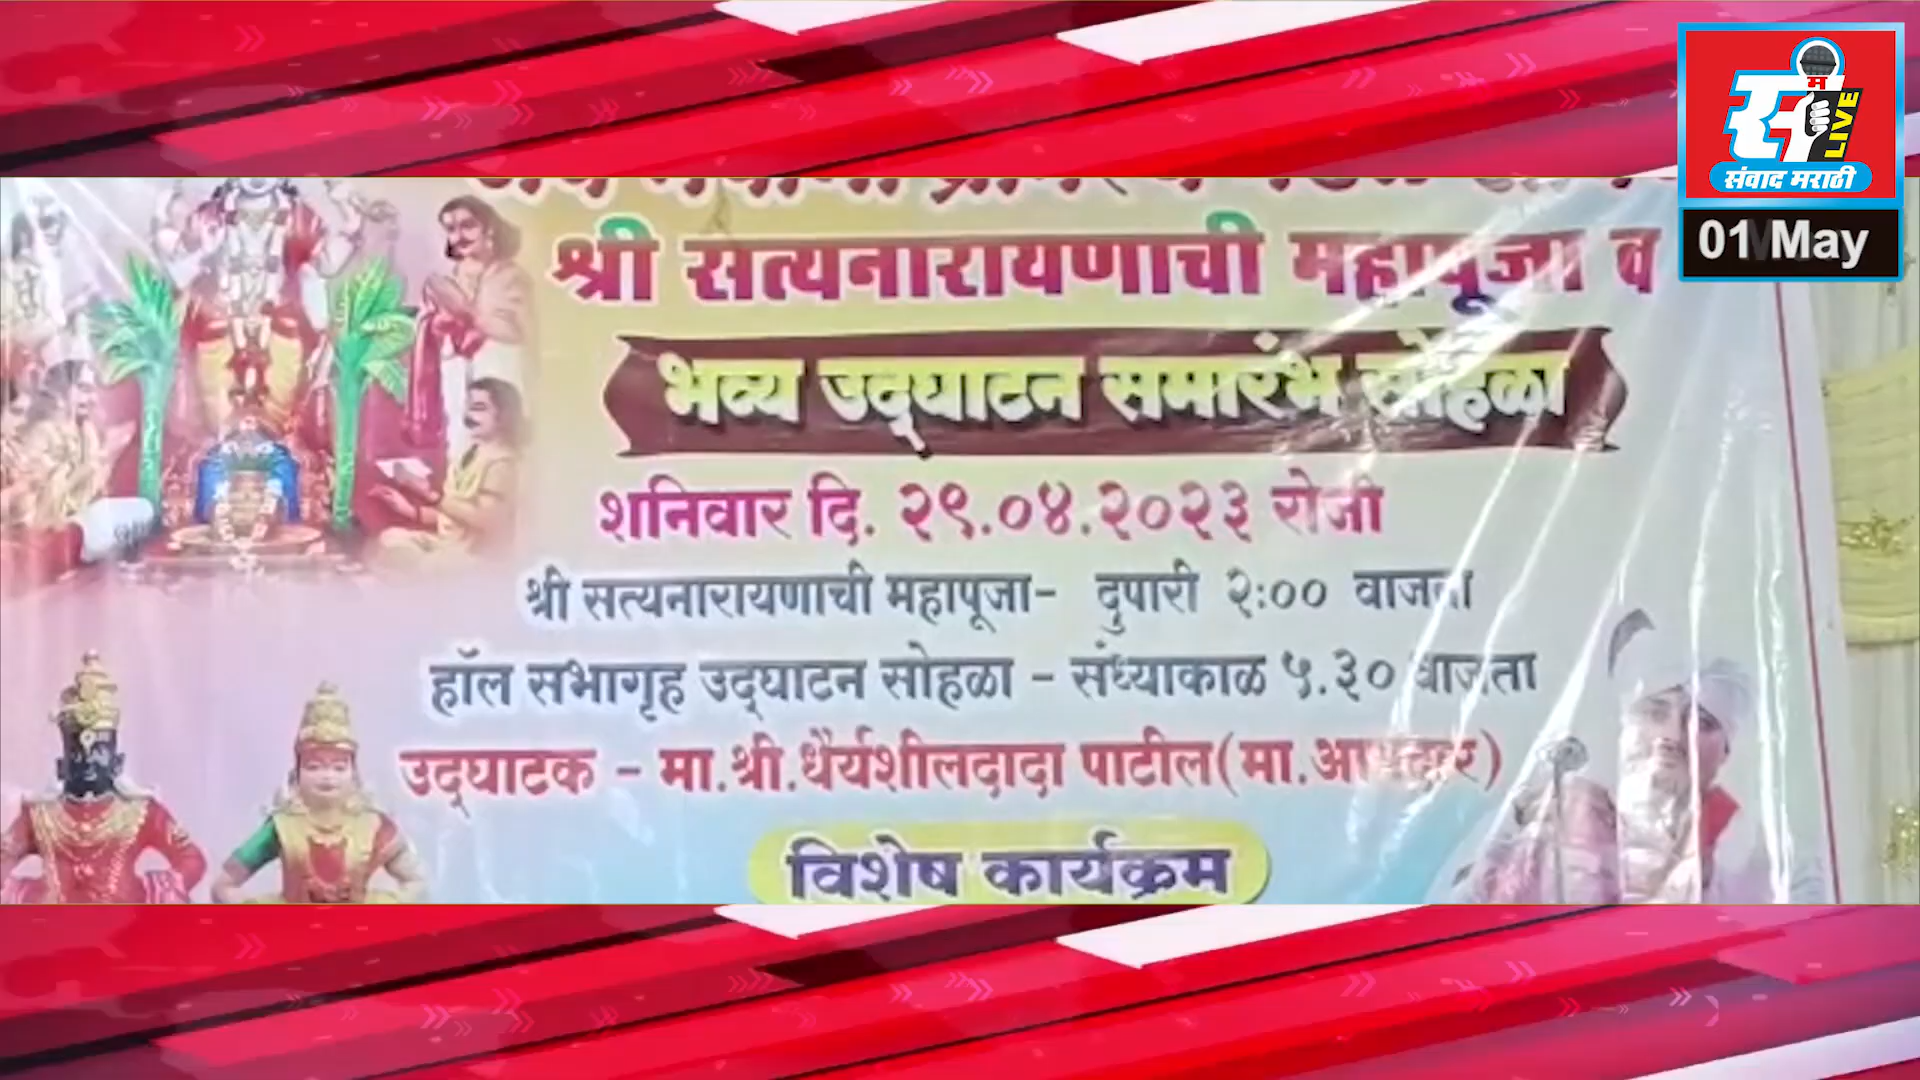 श्री सत्यनारायणाची महापूजा व
भव्य उद्‌घाटन समारंभ सोहळा
शनिवार दि. २९.०४.२०२३ रोजी
श्री सत्यनारायणाची महापूजा- दुपारी २:०० वाजता
हॉल सभागृह उद्‌घाटन सोहळा - संध्याकाळ ५.३० वाजता
उद्‌घाटक - मा.श्री.धैर्यशीलदादा पाटील(मा.आमदार)
विशेष कार्यक्रम
म
LIVE
संवाद मराठी
01 May